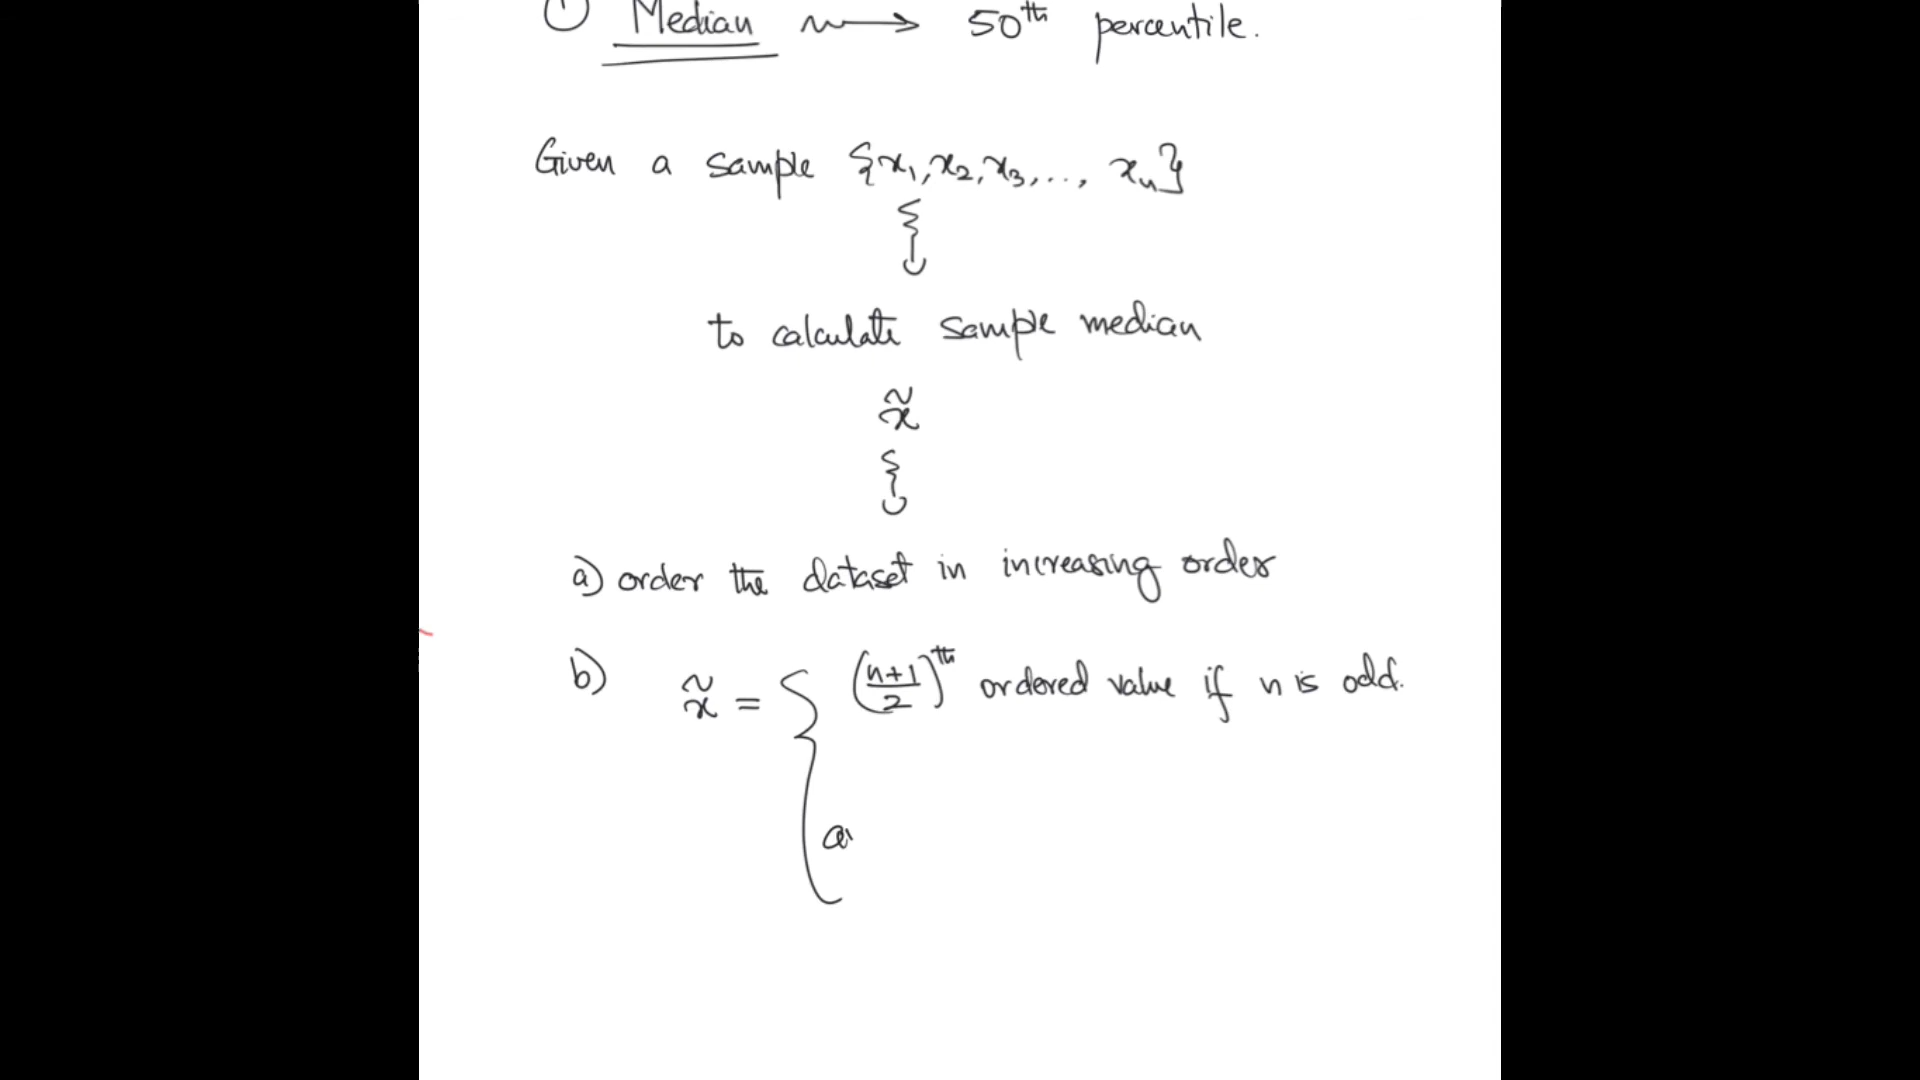 ① Median → 50th percentile.
Given a sample {x₁, x₂, x₃, ..., xₙ}
to calculate sample median
x̃
a) order the dataset in increasing order
b) x̃ = { (n+1/2)th ordered value if n is odd.
a